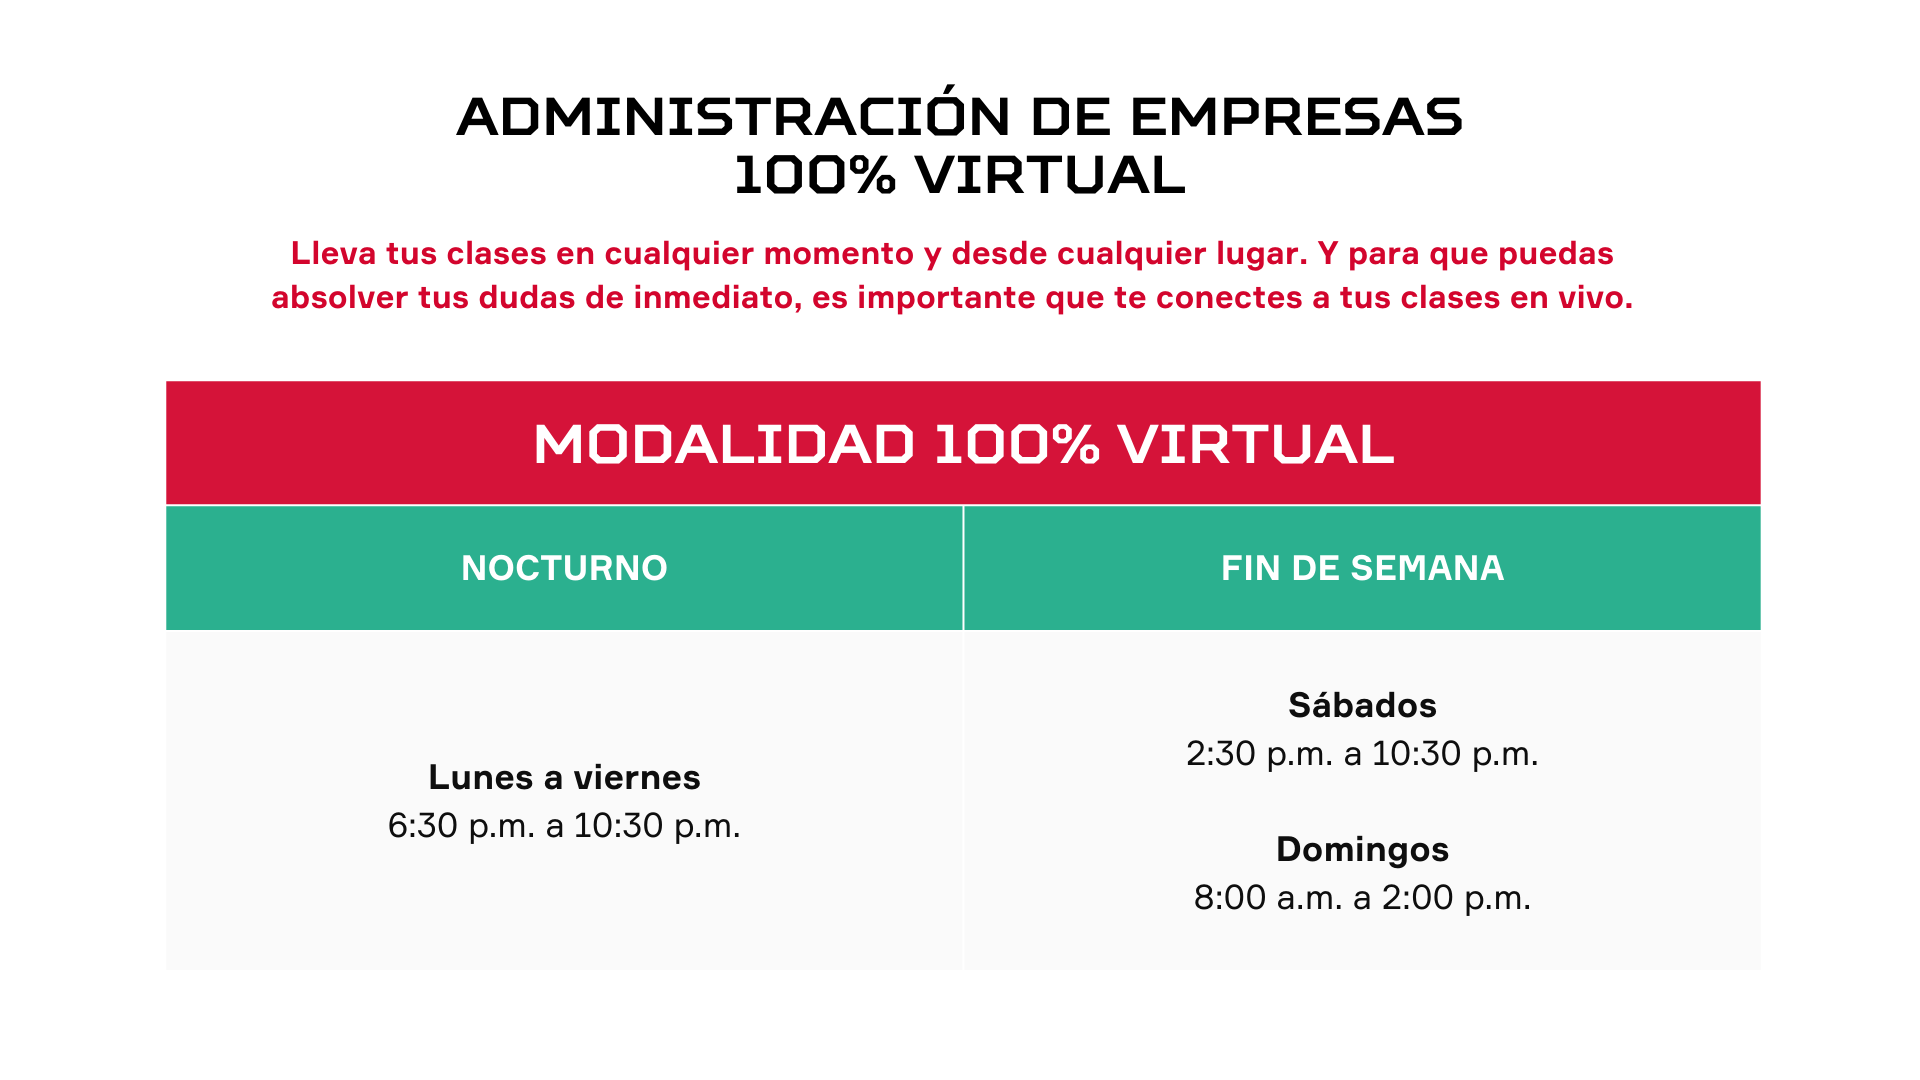 ADMINISTRACIÓN DE EMPRESAS
100% VIRTUAL
Lleva tus clases en cualquier momento y desde cualquier lugar. Y para que puedas
absolver tus dudas de inmediato, es importante que te conectes a tus clases en vivo.
MODALIDAD 100% VIRTUAL
NOCTURNO
FIN DE SEMANA
Lunes a viernes
6:30 p.m. a 10:30 p.m.
Sábados
2:30 p.m. a 10:30 p.m.
Domingos
8:00 a.m. a 2:00 p.m.